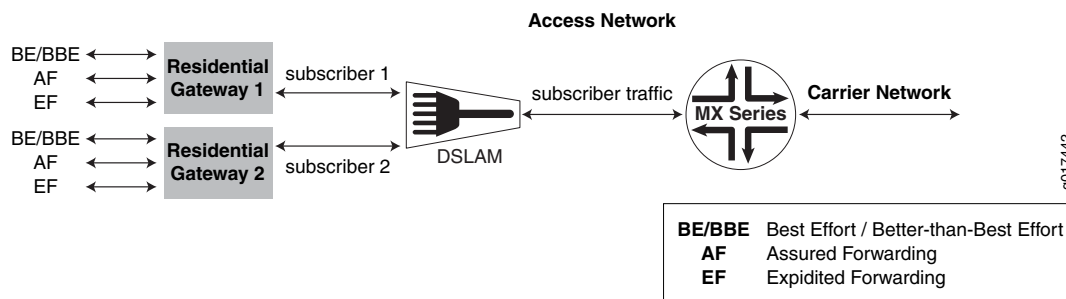 Access Network
BE/BBE
AF
EF
Residential
Gateway 1
subscriber 1
BE/BBE
AF
EF
Residential
Gateway 2
subscriber 2
DSLAM
subscriber traffic
MX Series
Carrier Network
g017443
BE/BBE Best Effort / Better-than-Best Effort
AF Assured Forwarding
EF Expidited Forwarding